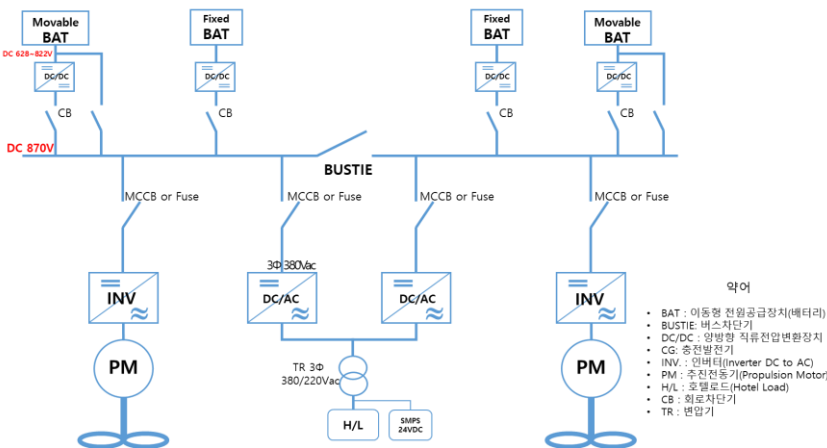 Movable
BAT
Fixed
BAT
Fixed
BAT
Movable
BAT
DC 628~822V
DC/DC
DC/DC
DC/DC
DC/DC
CB
CB
CB
CB
DC 870V
BUSTIE
MCCB or Fuse
MCCB or Fuse
MCCB or Fuse
MCCB or Fuse
3Φ 380Vac
INV
DC/AC
DC/AC
INV
PM
PM
TR 3Φ
380/220Vac
H/L
SMPS
24VDC
약어
• BAT : 이동형 전원공급장치(배터리)
• BUSTIE: 버스차단기
• DC/DC : 양방향 직류전압변환장치
• CG: 충전발전기
• INV. : 인버터(Inverter DC to AC)
• PM : 추진전동기(Propulsion Motor)
• H/L : 호텔로드(Hotel Load)
• CB : 회로차단기
• TR : 변압기